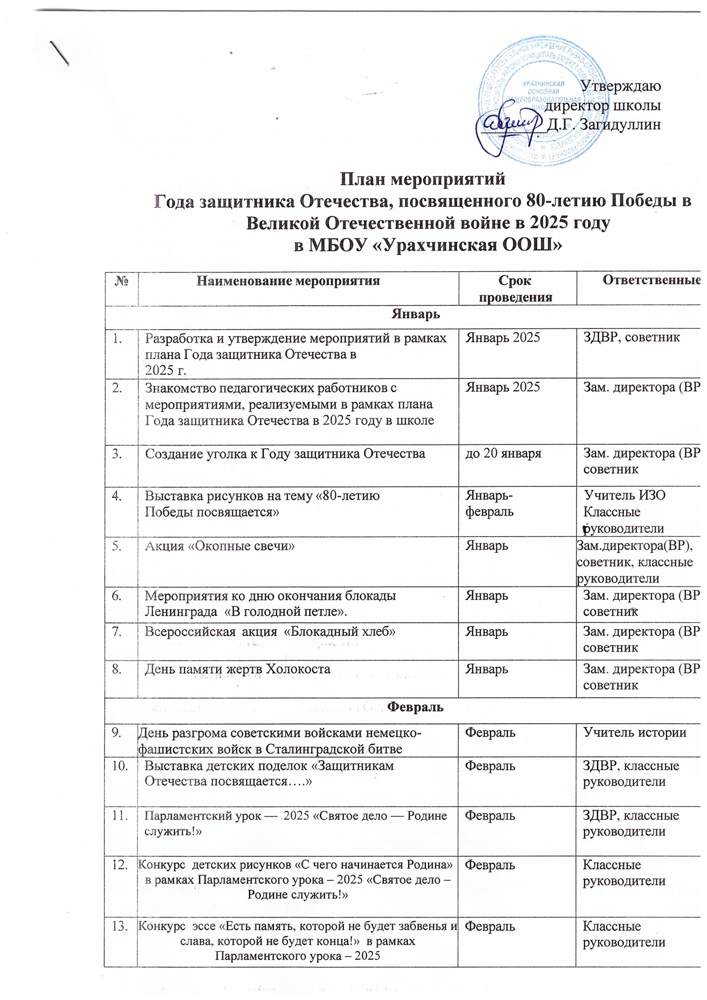 УРАХЧИНСКАЯ
ОСНОВНАЯ
ОБЩЕОБРАЗОВАТЕЛЬНАЯ
Утверждаю
директор школы
Д.Г. Загидуллин
План мероприятий
Года защитника Отечества, посвященного 80-летию Победы в
Великой Отечественной войне в 2025 году
в МБОУ «Урахчинская ООШ»
№ Наименование мероприятия Срок проведения Ответственные
Январь
1. Разработка и утверждение мероприятий в рамках Январь 2025 ЗДВР, советник
плана Года защитника Отечества в
2025 г.
2. Знакомство педагогических работников с Январь 2025 Зам. директора (ВР
мероприятиями, реализуемыми в рамках плана
Года защитника Отечества в 2025 году в школе
3. Создание уголка к Году защитника Отечества до 20 января Зам. директора (ВР
советник
4. Выставка рисунков на тему «80-летию Январь- Учитель ИЗО
Победы посвящается» февраль Классные
руководители
5. Акция «Окопные свечи» Январь Зам.директора(ВР),
советник, классные
руководители
6. Мероприятия ко дню окончания блокады Январь Зам. директора (ВР
Ленинграда «В голодной петле». советник
7. Всероссийская акция «Блокадный хлеб» Январь Зам. директора (ВР
советник
8. День памяти жертв Холокоста Январь Зам. директора (ВР
советник
Февраль
9. День разгрома советскими войсками немецко- Февраль Учитель истории
фашистских войск в Сталинградской битве
10. Выставка детских поделок «Защитникам Февраль ЗДВР, классные
Отечества посвящается….» руководители
11. Парламентский урок — 2025 «Святое дело — Родине Февраль ЗДВР, классные
служить!» руководители
12. Конкурс детских рисунков «С чего начинается Родина» Февраль Классные
в рамках Парламентского урока – 2025 «Святое дело – руководители
Родине служить!»
13. Конкурс эссе «Есть память, которой не будет забвенья и Февраль Классные
слава, которой не будет конца!» в рамках руководители
Парламентского урока – 2025